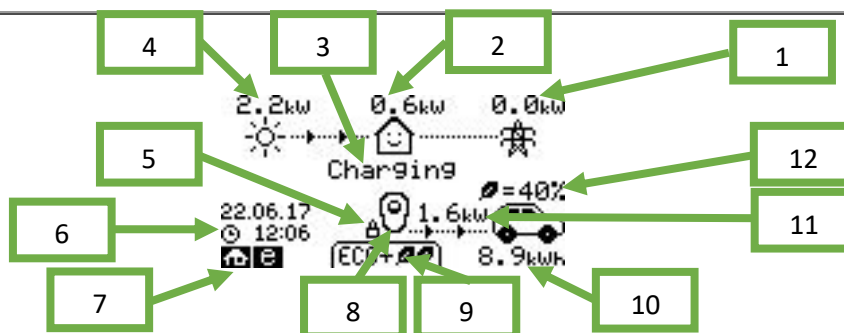 4 3 2 1
2.2kW 0.6kW 0.0kW
Charging
5 12
=40%
22.06.17 1.6kW
6 12:06 11
e ECO+ 8.9kWh
7 8 9 10